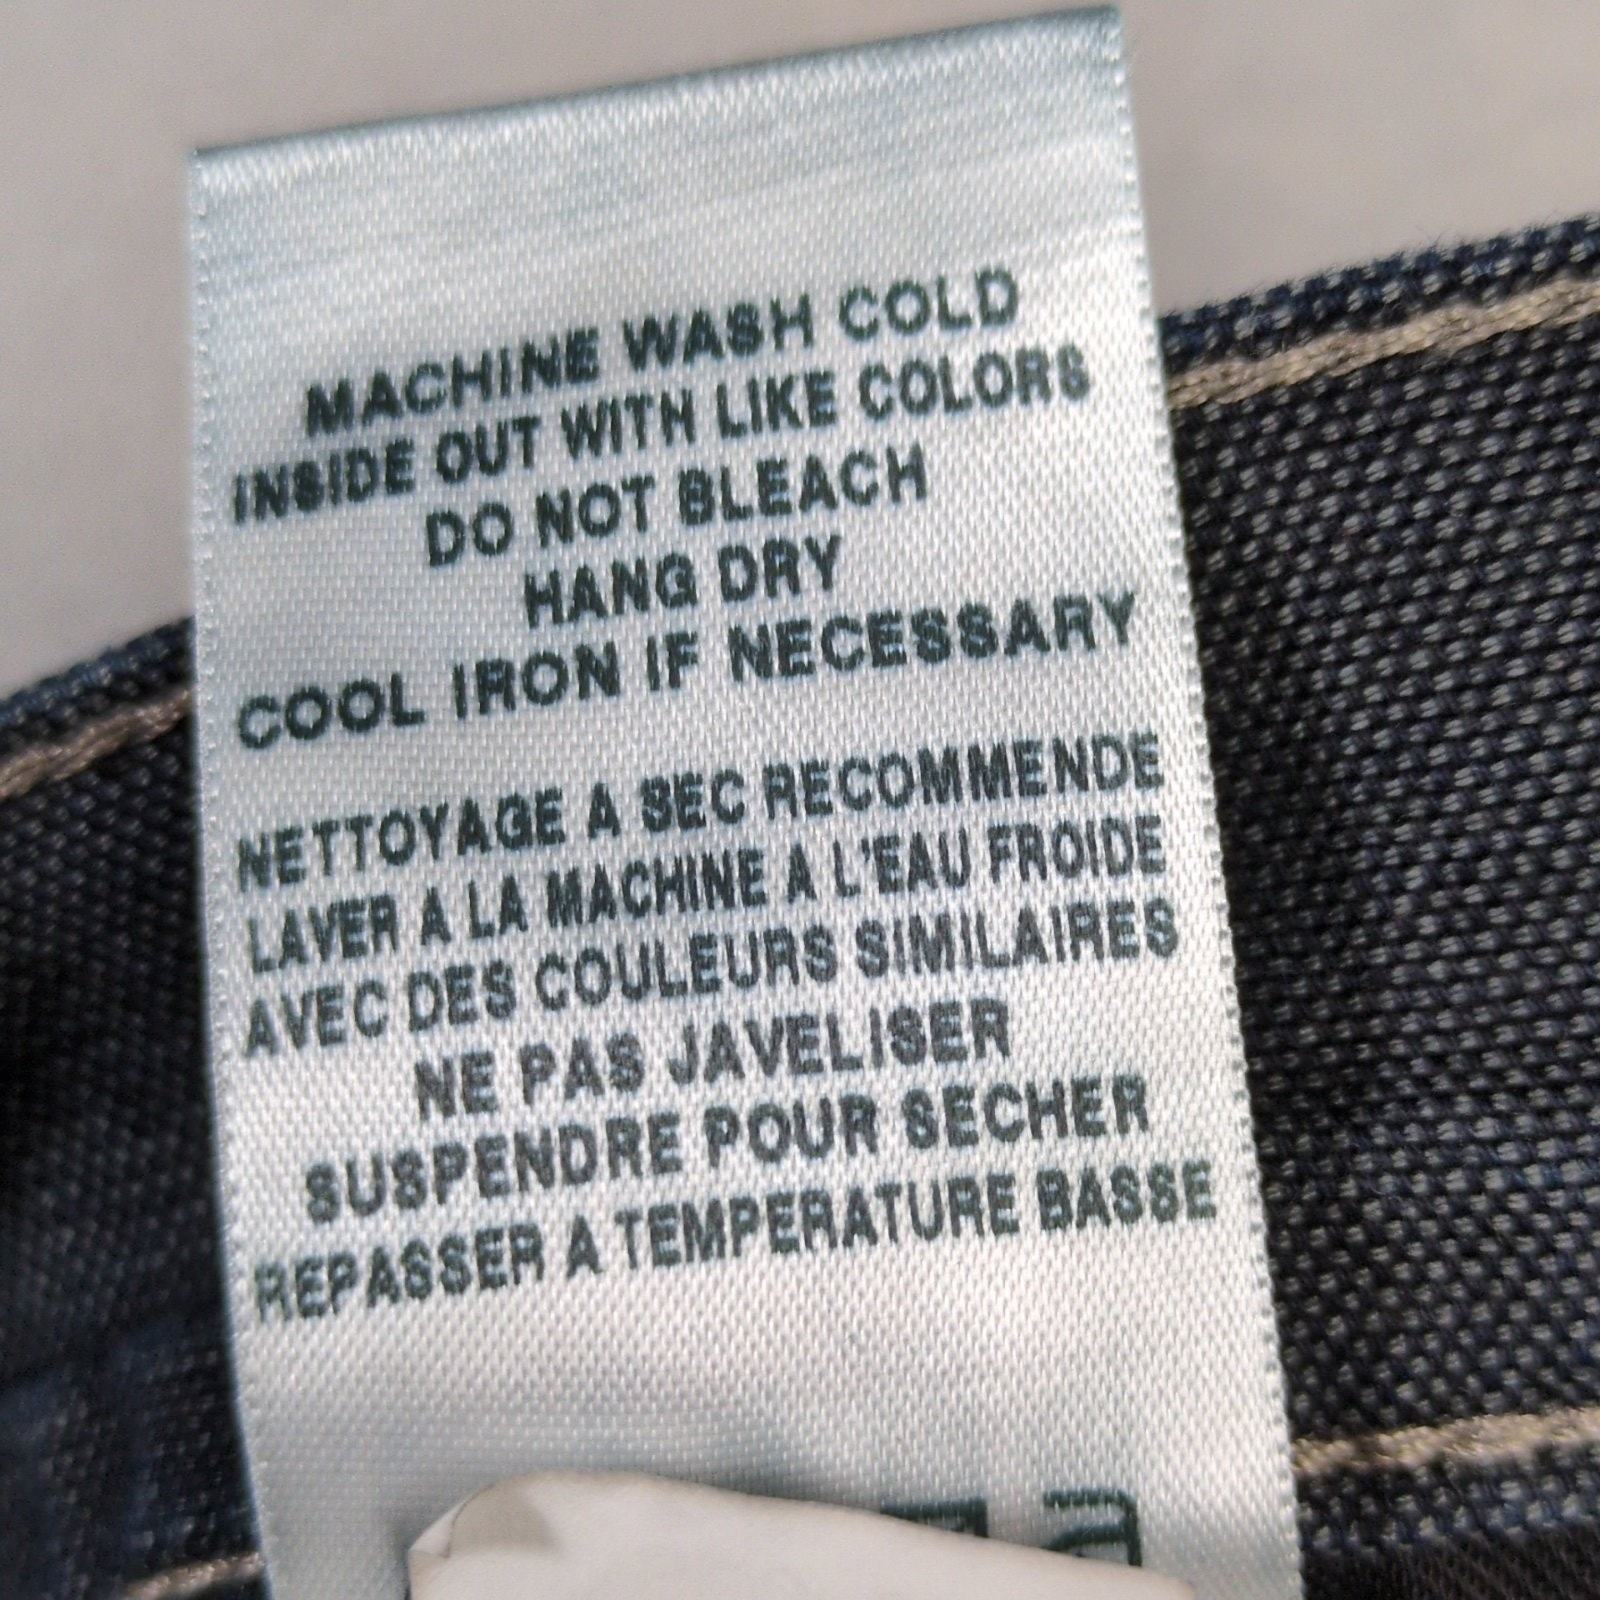 MACHINE WASH COLD
INSIDE OUT WITH LIKE COLORS
DO NOT BLEACH
HANG DRY
COOL IRON IF NECESSARY
NETTOYAGE A SEC RECOMMENDE
LAVER A LA MACHINE A L'EAU FROIDE
AVEC DES COULEURS SIMILAIRES
NE PAS JAVELISER
SUSPENDRE POUR SECHER
REPASSER A TEMPERATURE BASSE